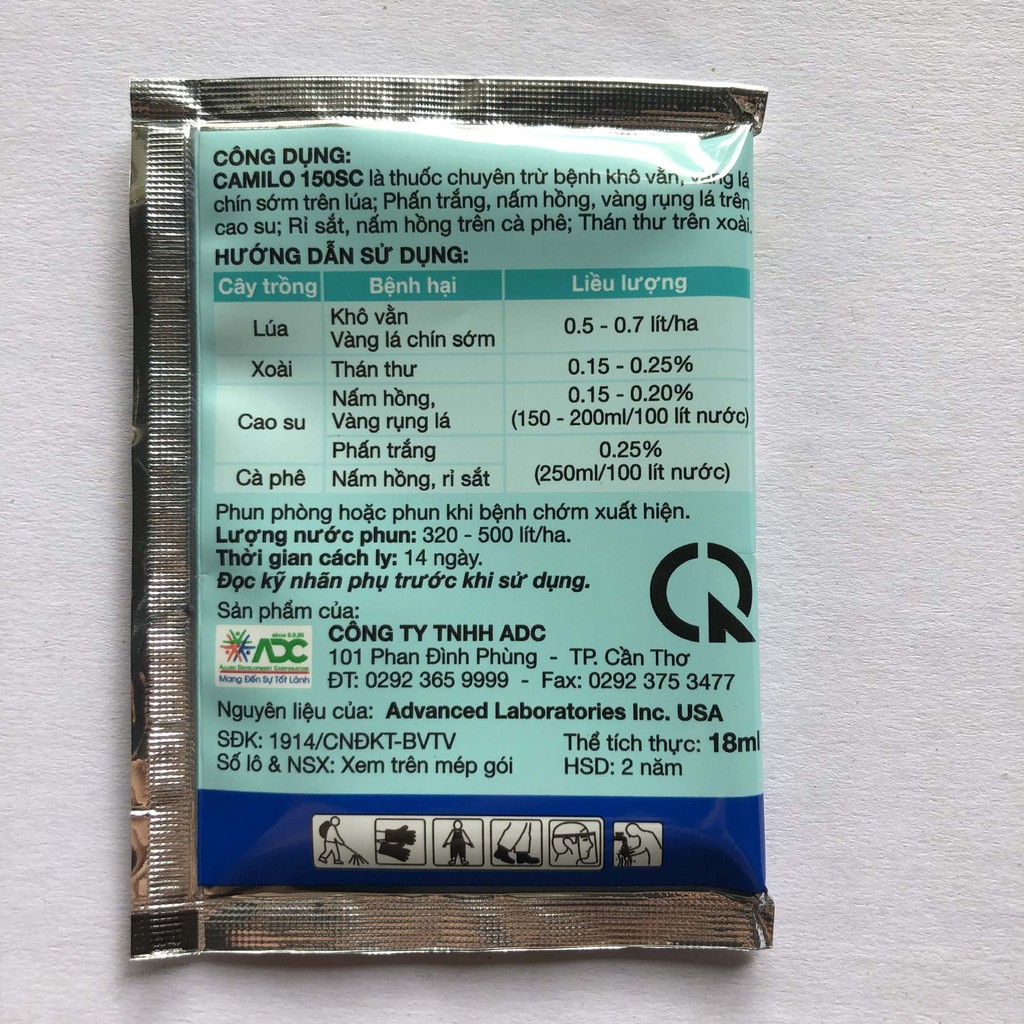 CÔNG DỤNG:
CAMILO 150SC là thuốc chuyên trừ bệnh khô vằn, vàng lá
chín sớm trên lúa; Phấn trắng, nấm hồng, vàng rụng lá trên
cao su; Rỉ sắt, nấm hồng trên cà phê; Thán thư trên xoài.
HƯỚNG DẪN SỬ DỤNG:
Cây trồng Bệnh hại Liều lượng
Lúa Khô vằn 0.5 - 0.7 lít/ha
Vàng lá chín sớm
Xoài Thán thư 0.15 - 0.25%
Cao su Nấm hồng, 0.15 - 0.20%
Vàng rụng lá (150 - 200ml/100 lít nước)
Phấn trắng 0.25%
Cà phê Nấm hồng, rỉ sắt (250ml/100 lít nước)
Phun phòng hoặc phun khi bệnh chớm xuất hiện.
Lượng nước phun: 320 - 500 lít/ha.
Thời gian cách ly: 14 ngày.
Đọc kỹ nhãn phụ trước khi sử dụng.
Sản phẩm của:
since 9.9.99
ADC
ALLIED DEVELOPMENT CORPORATION
Mang Đến Sự Tốt Lành
CÔNG TY TNHH ADC
101 Phan Đình Phùng - TP. Cần Thơ
ĐT: 0292 365 9999 - Fax: 0292 375 3477
Nguyên liệu của: Advanced Laboratories Inc. USA
SĐK: 1914/CNĐKT-BVTV Thể tích thực: 18ml
Số lô & NSX: Xem trên mép gói HSD: 2 năm